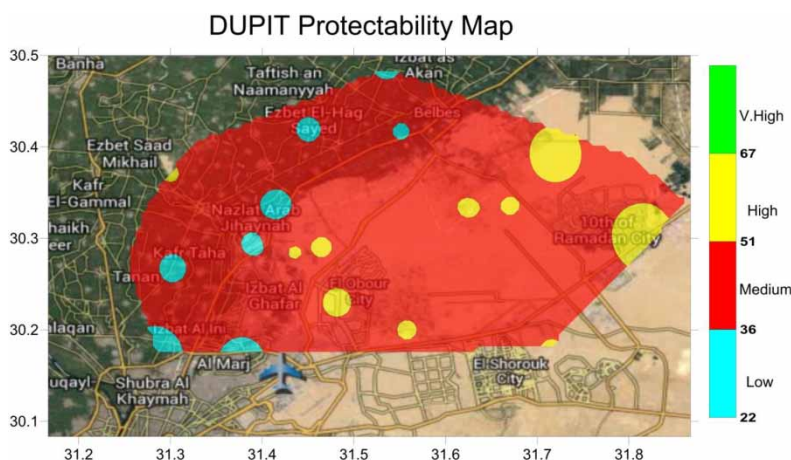 DUPIT Protectability Map
30.5
30.4
30.3
30.2
30.1
31.2
31.3
31.4
31.5
31.6
31.7
31.8
Banha
Taftish an
Naamanyyah
Izbat as
Akan
Ezbet El-Hag
Sayed
Belbes
Ezbet Saad
Mikhail
Kafr
El-Gammal
haikh
eer
Nazlat Arab
Jihaynah
10th of
Ramadan City
Kafr Taha
Tanan
Izbat Al
Ghafar
El Obour
City
alaqan
Izbat Al Ini
Al Marj
uqayl
Shubra Al
Khaymah
El Shorouk
City
V.High
67
High
51
Medium
36
Low
22